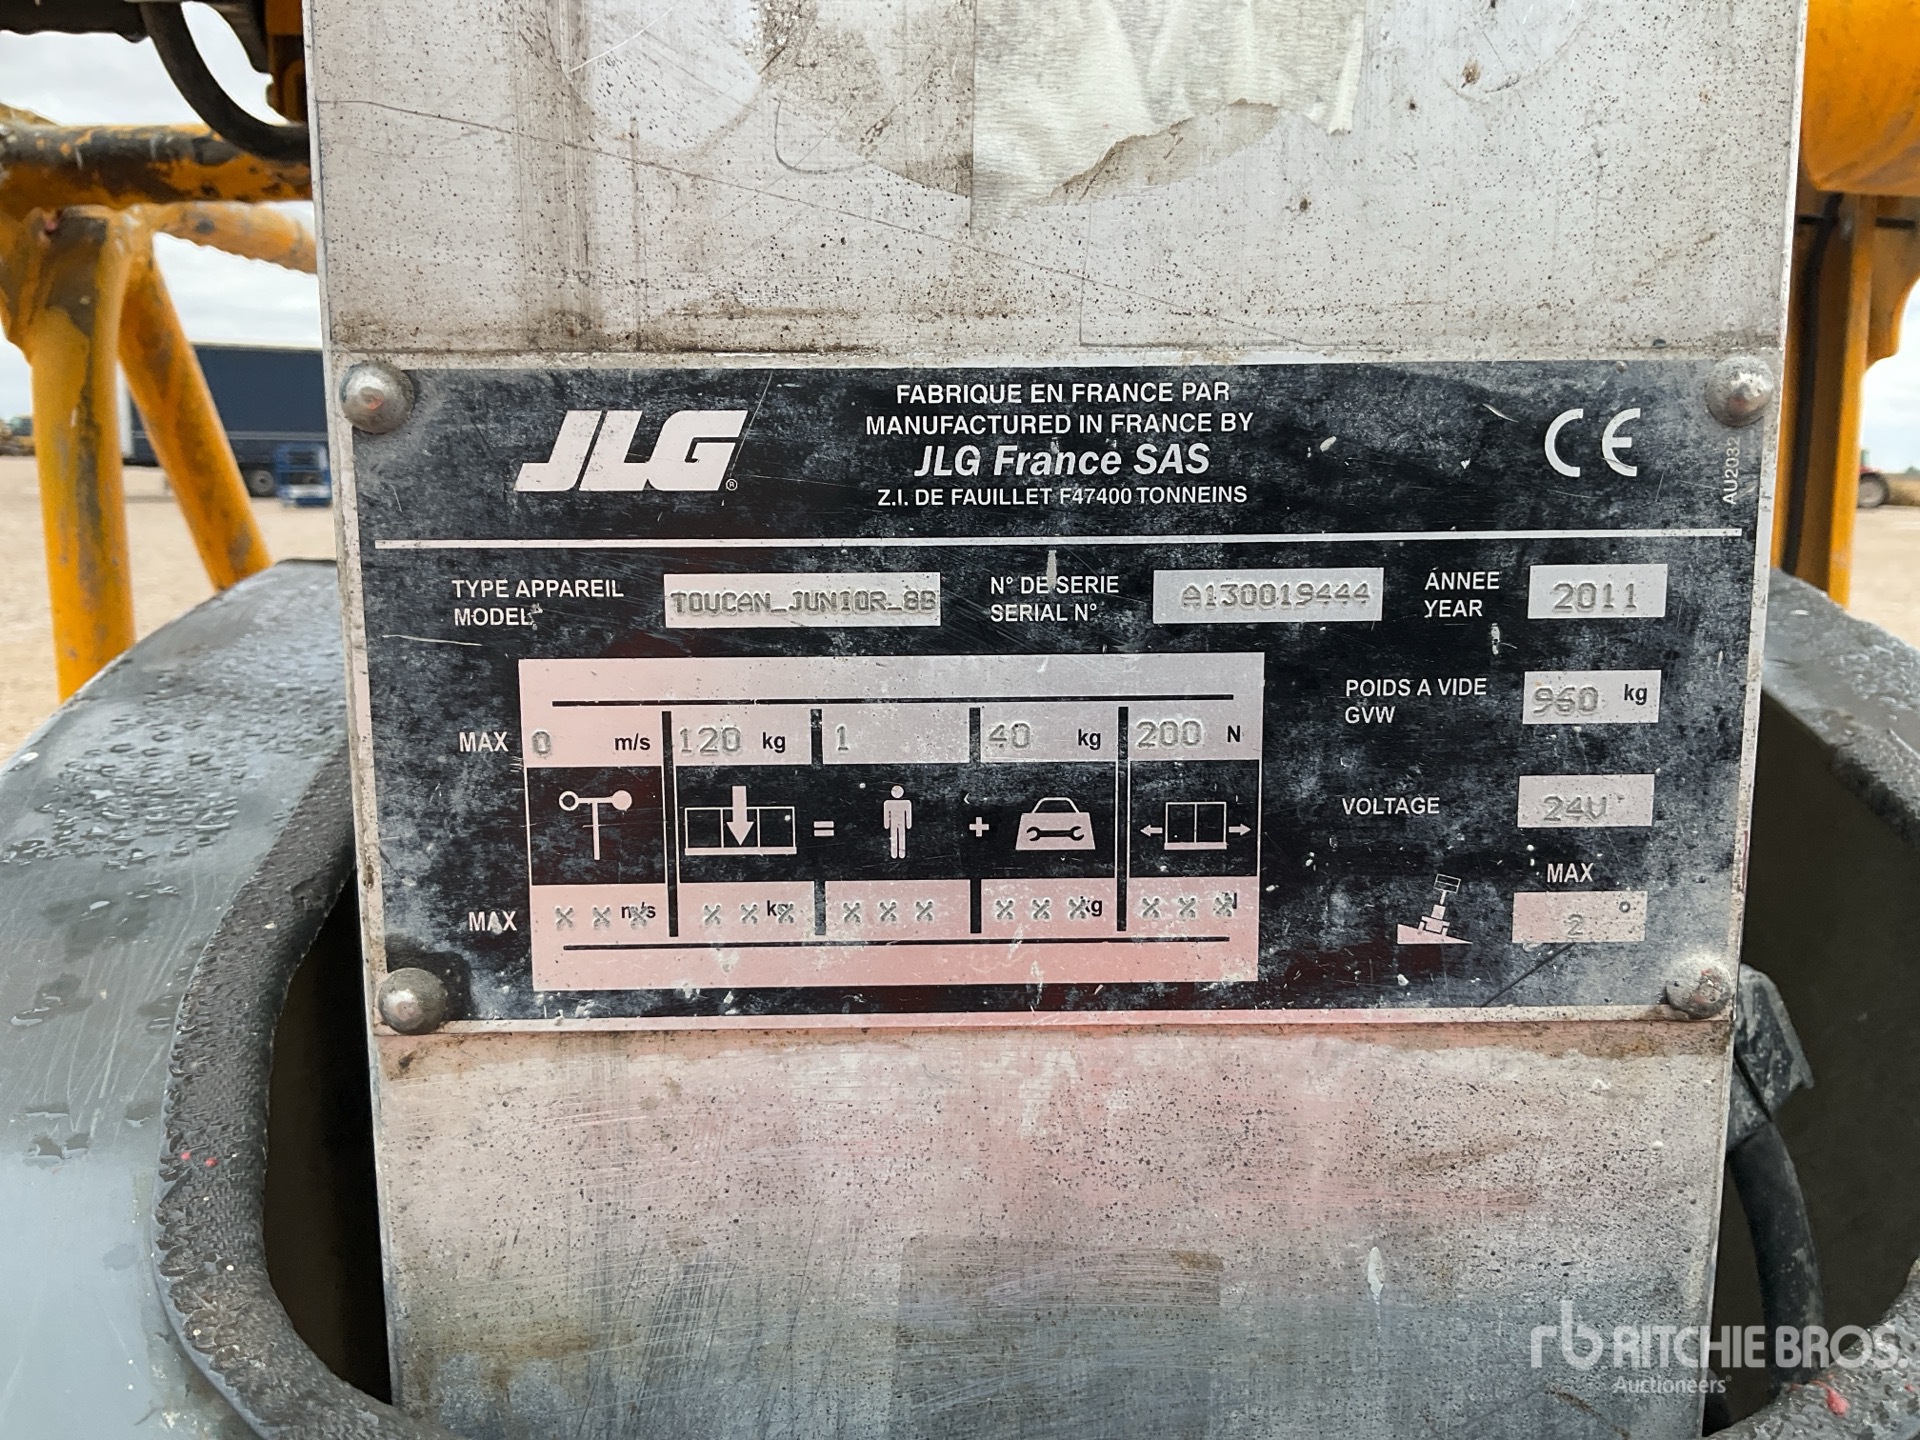 JLG®
FABRIQUE EN FRANCE PAR
MANUFACTURED IN FRANCE BY
JLG France SAS
Z.I. DE FAUILLET F47400 TONNEINS
CE
AU2032
TYPE APPAREIL
MODEL
TOUCAN_JUNIOR_8B
N° DE SERIE
SERIAL N°
A130019444
ANNEE
YEAR
2011
MAX 0 m/s 120 kg 1 40 kg 200 N
= +
MAX X X X m/s X X X kg X X X X X X kg X X X N
POIDS A VIDE
GVW
960 kg
VOLTAGE
24V
MAX
2 °
rb RITCHIE BROS.
Auctioneers